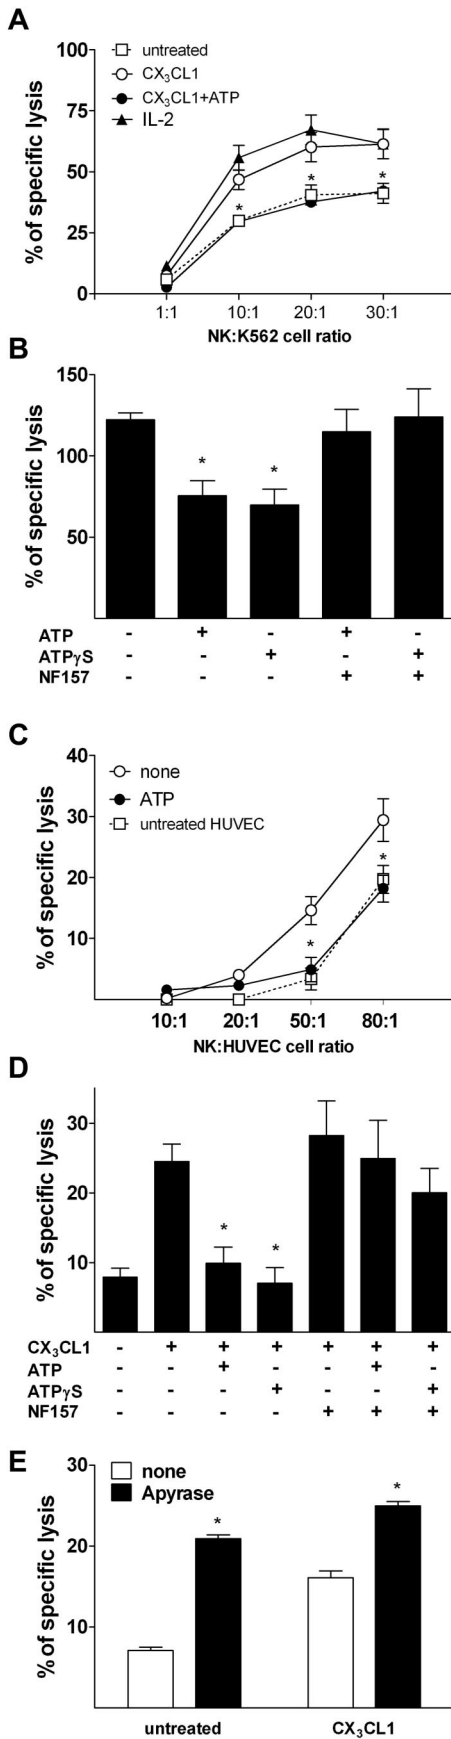 A
100
75
50
25
0
% of specific lysis
untreated
CX₃CL1
CX₃CL1+ATP
IL-2
* * *
1:1 10:1 20:1 30:1
NK:K562 cell ratio
B
150
100
50
% of specific lysis
* *
ATP - + - + -
ATPγS - - + - +
NF157 - - - + +
C
40
30
20
10
% of specific lysis
none
ATP
untreated HUVEC
* *
10:1 20:1 50:1 80:1
NK:HUVEC cell ratio
D
30
20
10
% of specific lysis
* *
CX₃CL1 - + + + + + +
ATP - - + - - + -
ATPγS - - - + - - +
NF157 - - - - + + +
E
30
20
10
% of specific lysis
none
Apyrase
* *
untreated CX₃CL1